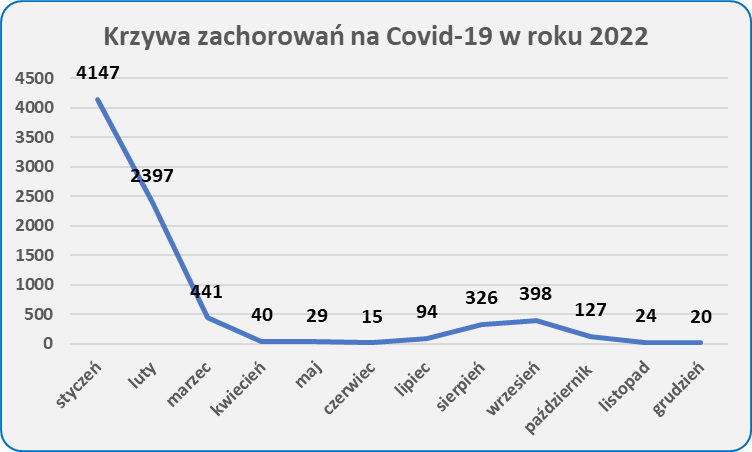 Krzywa zachorowań na Covid-19 w roku 2022
4500
4000
3500
3000
2500
2000
1500
1000
500
0
4147
2397
441
40
29
15
94
326
398
127
24
20
styczeń
luty
marzec
kwiecień
maj
czerwiec
lipiec
sierpień
wrzesień
październik
listopad
grudzień